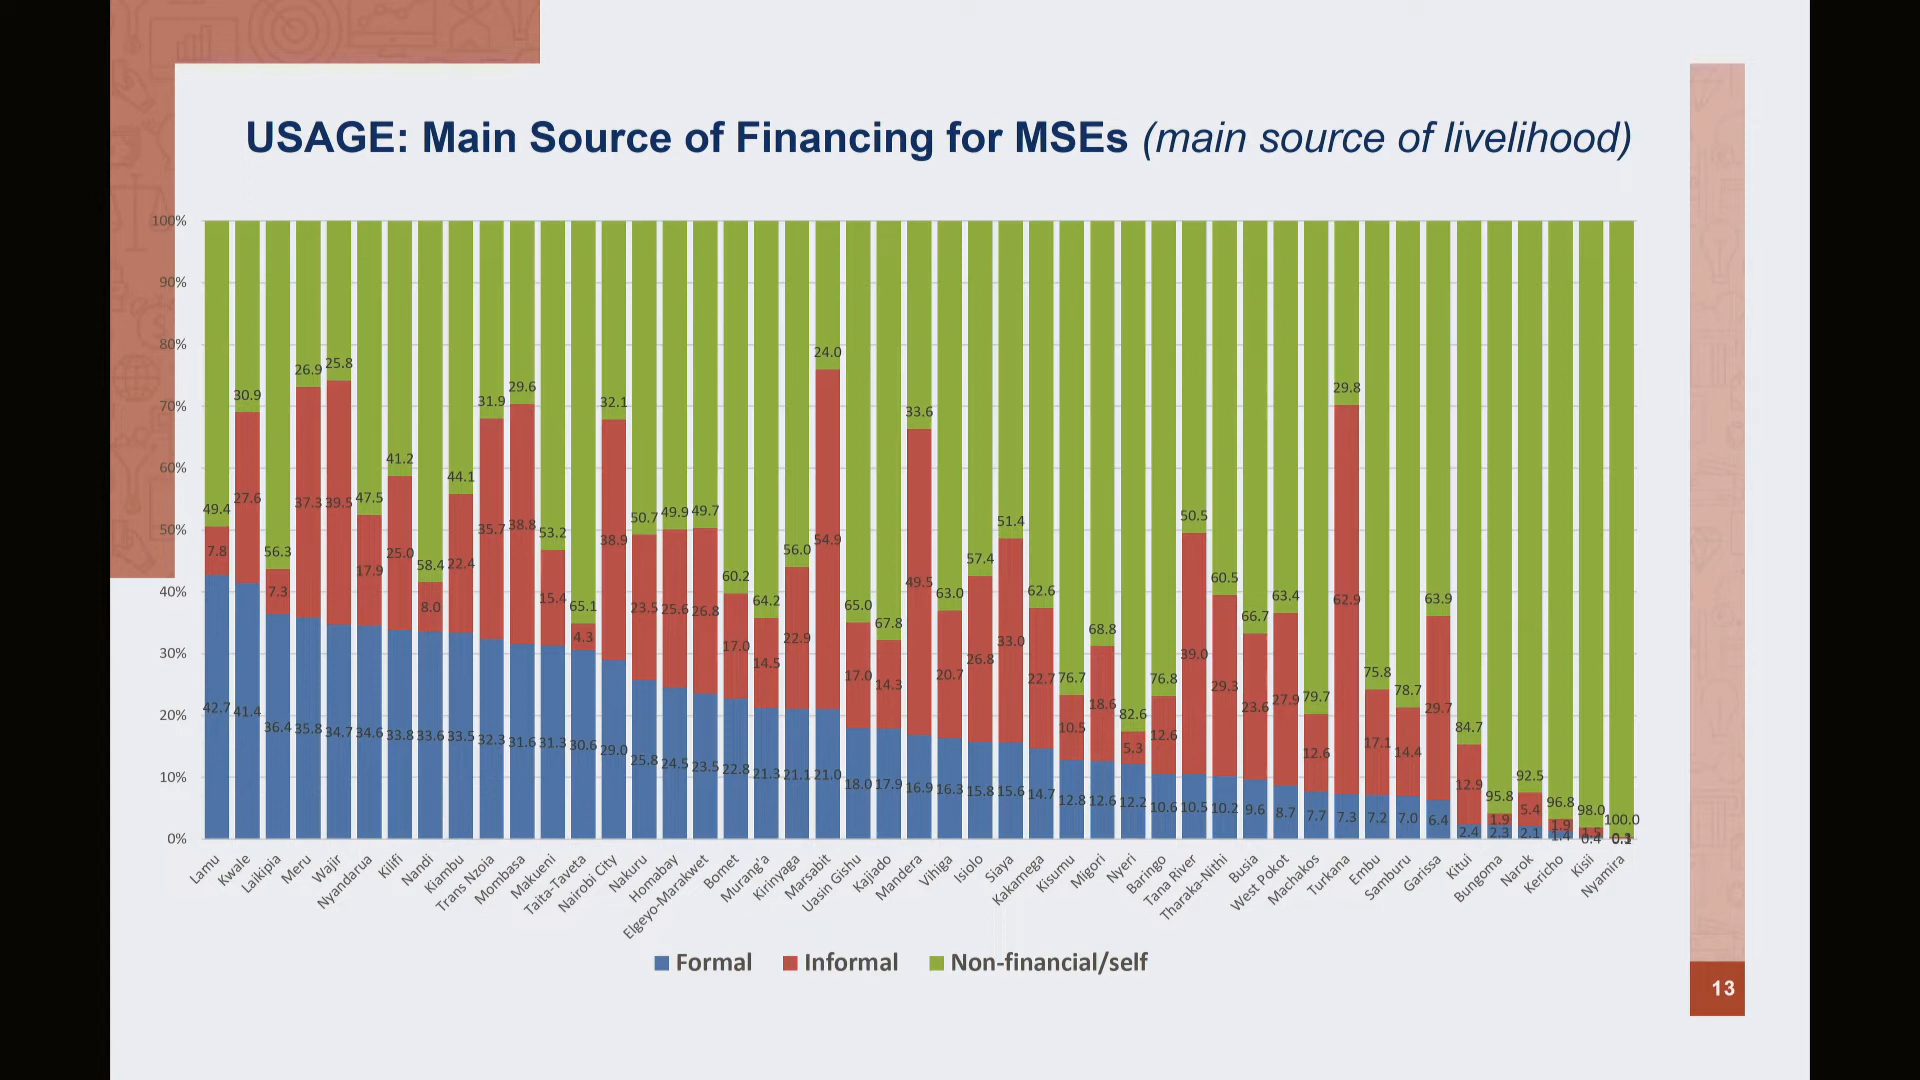 USAGE: Main Source of Financing for MSEs (main source of livelihood)
100%
90%
80%
70%
60%
50%
40%
30%
20%
10%
0%
49.4 30.9 56.3 26.9 25.8 47.5 41.2 58.4 44.1 31.9 29.6 53.2 65.1 32.1 50.7 49.9 49.7 60.2 64.2 56.0 24.0 65.0 67.8 33.6 63.0 57.4 51.4 62.6 76.7 68.8 82.6 76.8 50.5 60.5 66.7 63.4 79.7 29.8 75.8 78.7 63.9 84.7 95.8 92.5 96.8 98.0 100.0
7.8 27.6 7.3 37.3 39.5 17.9 25.0 8.0 22.4 35.7 38.8 15.4 4.3 38.9 23.5 25.6 26.8 17.0 14.5 22.9 54.9 17.0 14.3 49.5 20.7 26.8 33.0 22.7 10.5 18.6 5.3 12.6 39.0 29.3 23.6 27.9 12.6 62.9 17.1 14.4 29.7 12.9 1.9 5.4 1.9 1.5
42.7 41.4 36.4 35.8 34.7 34.6 33.8 33.6 33.5 32.3 31.6 31.3 30.6 29.0 25.8 24.5 23.5 22.8 21.3 21.1 21.0 18.0 17.9 16.9 16.3 15.8 15.6 14.7 12.8 12.6 12.2 10.6 10.5 10.2 9.6 8.7 7.7 7.3 7.2 7.0 6.4 2.4 2.3 2.1 1.4 0.4
Lamu Kwale Laikipia Meru Wajir Nyandarua Kilifi Nandi Kiambu Trans Nzoia Mombasa Makueni Taita-Taveta Nairobi City Nakuru Homabay Elgeyo-Marakwet Bomet Murang'a Kirinyaga Marsabit Uasin Gishu Kajiado Mandera Vihiga Isiolo Siaya Kakamega Kisumu Migori Nyeri Baringo Tana River Tharaka-Nithi Busia West Pokot Machakos Turkana Embu Samburu Garissa Kitui Bungoma Narok Kericho Kisii Nyamira
Formal Informal Non-financial/self
13